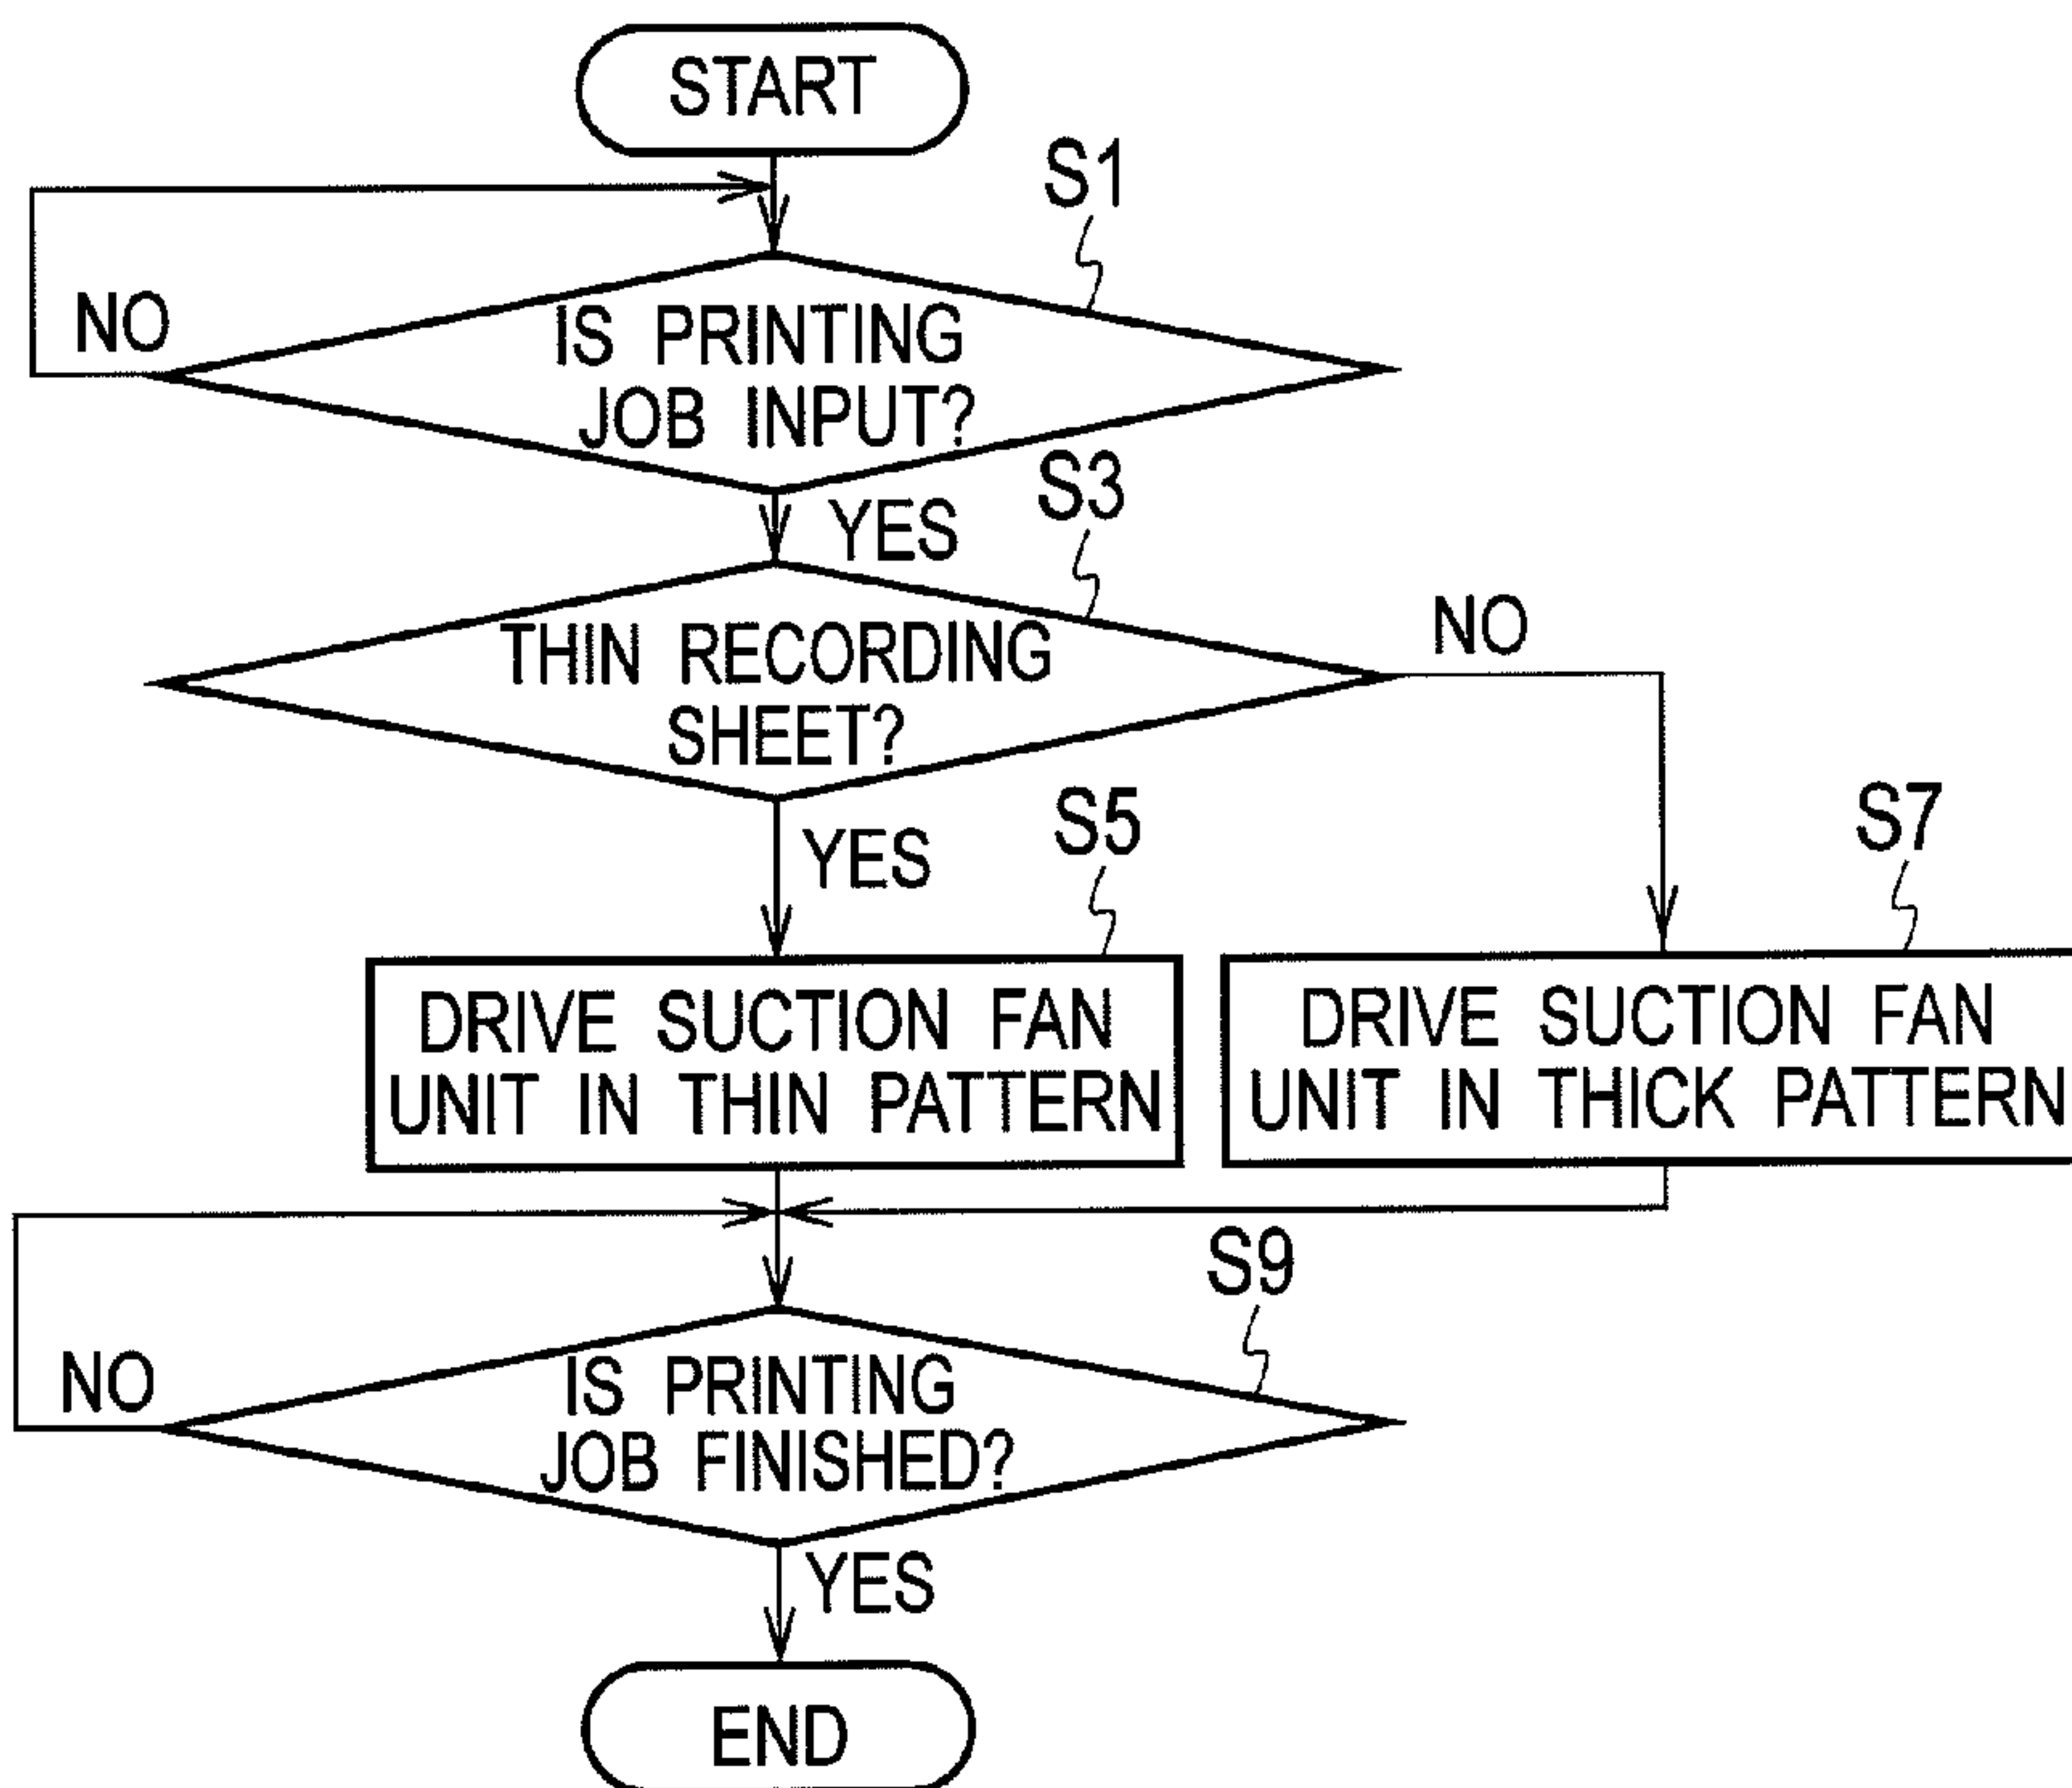 START
S1
NO
IS PRINTING
JOB INPUT?
S3
YES
THIN RECORDING
SHEET?
NO
YES
S5
S7
DRIVE SUCTION FAN
UNIT IN THIN PATTERN
DRIVE SUCTION FAN
UNIT IN THICK PATTERN
S9
NO
IS PRINTING
JOB FINISHED?
YES
END